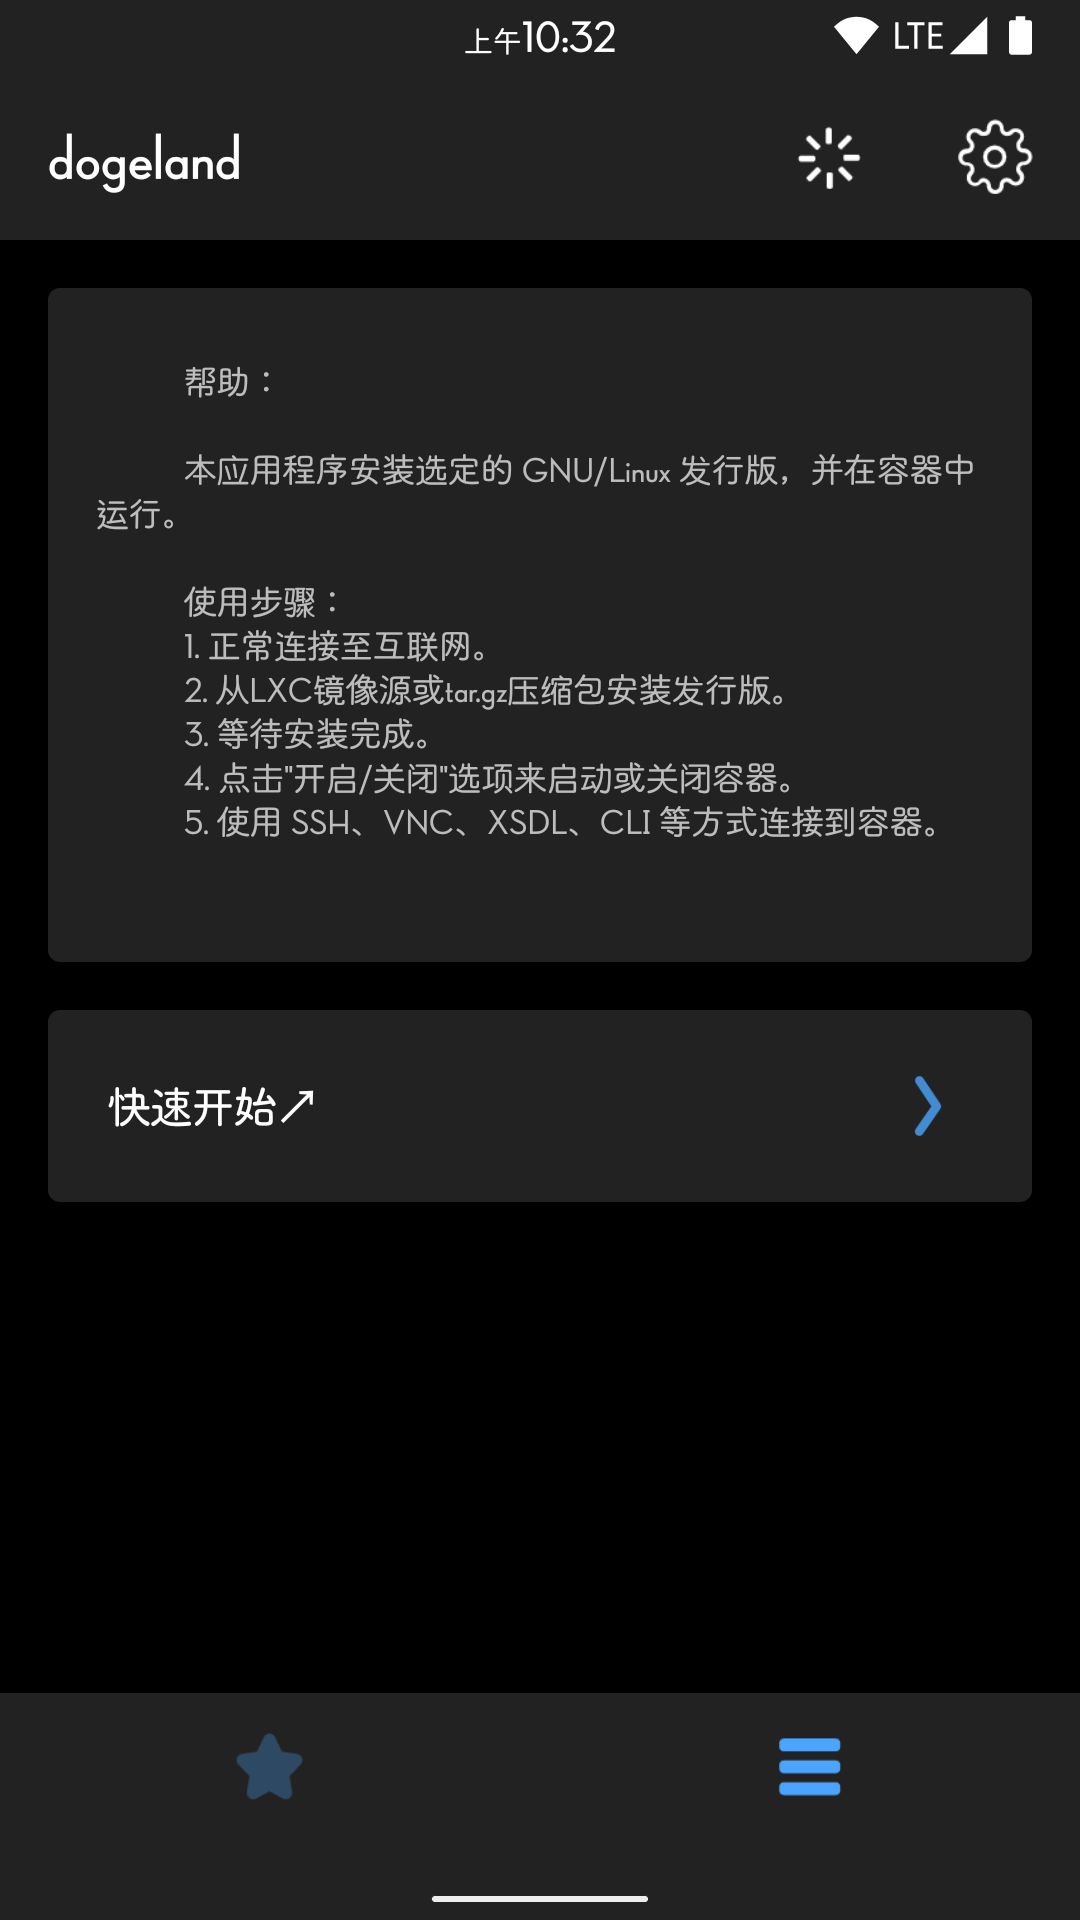 上午10:32
LTE
dogeland
帮助：
本应用程序安装选定的 GNU/Linux 发行版，并在容器中
运行。
使用步骤：
1. 正常连接至互联网。
2. 从LXC镜像源或tar.gz压缩包安装发行版。
3. 等待安装完成。
4. 点击"开启/关闭"选项来启动或关闭容器。
5. 使用 SSH、VNC、XSDL、CLI 等方式连接到容器。
快速开始↗